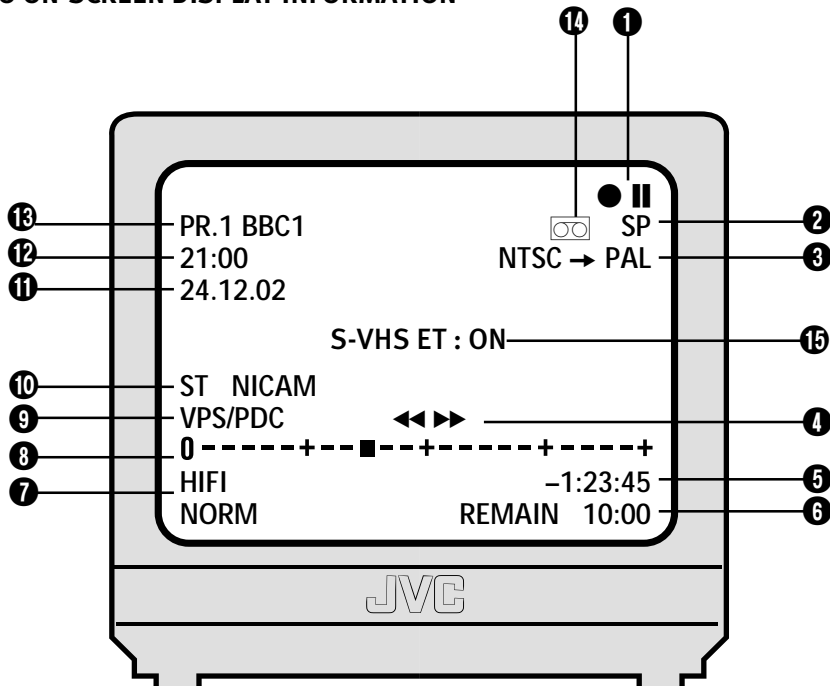 ON-SCREEN DISPLAY INFORMATION
14 1
13 PR.1 BBC1 SP 2
12 21:00 NTSC → PAL 3
11 24.12.02
S-VHS ET : ON 15
10 ST NICAM
9 VPS/PDC ◀◀ ▶▶ 4
8 0 – – – – – + – – ■ – – + – – – – – + – – – – +
7 HIFI –1:23:45 5
NORM REMAIN 10:00 6
JVC